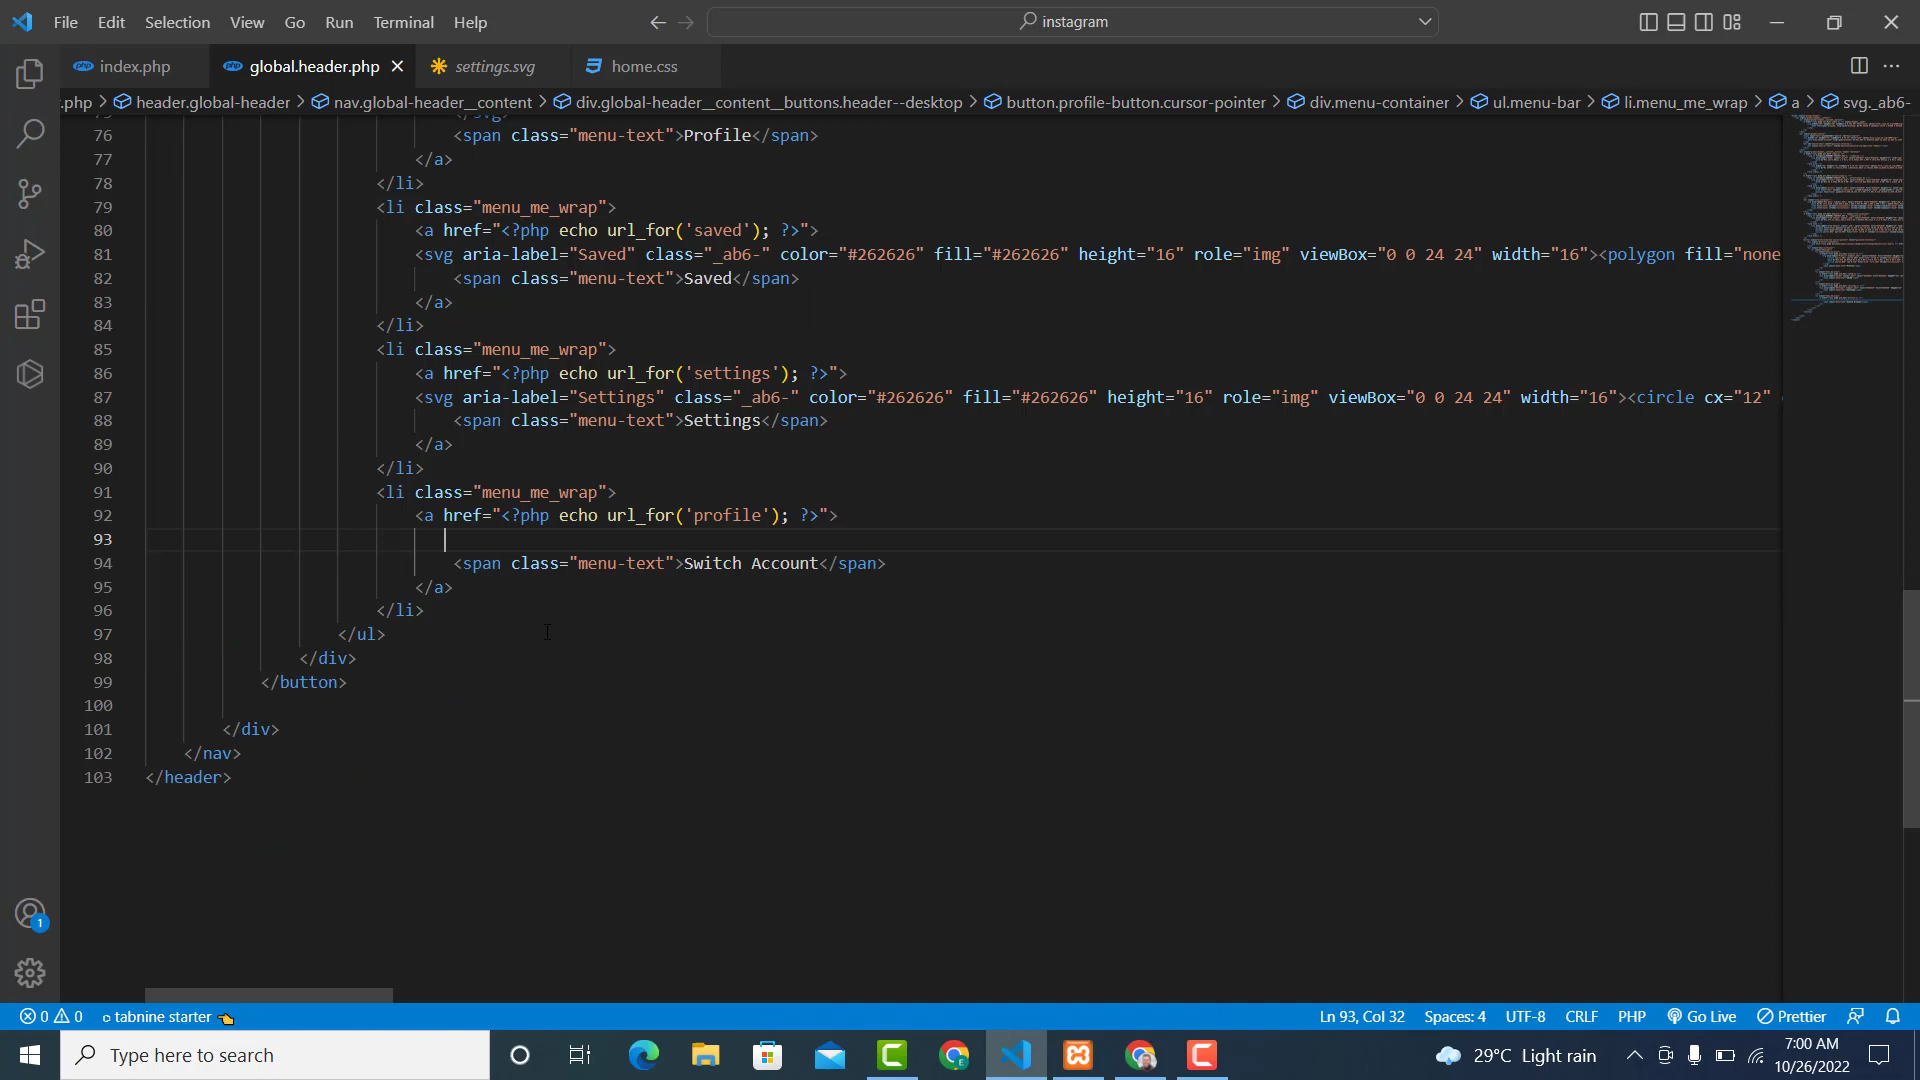 File Edit Selection View Go Run Terminal Help instagram
index.php global.header.php settings.svg home.css
.php header.global-header nav.global-header__content div.global-header__content__buttons.header--desktop button.profile-button.cursor-pointer div.menu-container ul.menu-bar li.menu_me_wrap a svg._ab6-
76 <span class="menu-text">Profile</span>
77 </a>
78 </li>
79 <li class="menu_me_wrap">
80 <a href="<?php echo url_for('saved'); ?>">
81 <svg aria-label="Saved" class="_ab6-" color="#262626" fill="#262626" height="16" role="img" viewBox="0 0 24 24" width="16"><polygon fill="none
82 <span class="menu-text">Saved</span>
83 </a>
84 </li>
85 <li class="menu_me_wrap">
86 <a href="<?php echo url_for('settings'); ?>">
87 <svg aria-label="Settings" class="_ab6-" color="#262626" fill="#262626" height="16" role="img" viewBox="0 0 24 24" width="16"><circle cx="12"
88 <span class="menu-text">Settings</span>
89 </a>
90 </li>
91 <li class="menu_me_wrap">
92 <a href="<?php echo url_for('profile'); ?>">
93
94 <span class="menu-text">Switch Account</span>
95 </a>
96 </li>
97 </ul>
98 </div>
99 </button>
100
101 </div>
102 </nav>
103 </header>
1
0 0 tabnine starter Ln 93, Col 32 Spaces: 4 UTF-8 CRLF PHP Go Live Prettier
Type here to search 29°C Light rain 7:00 AM
10/26/2022